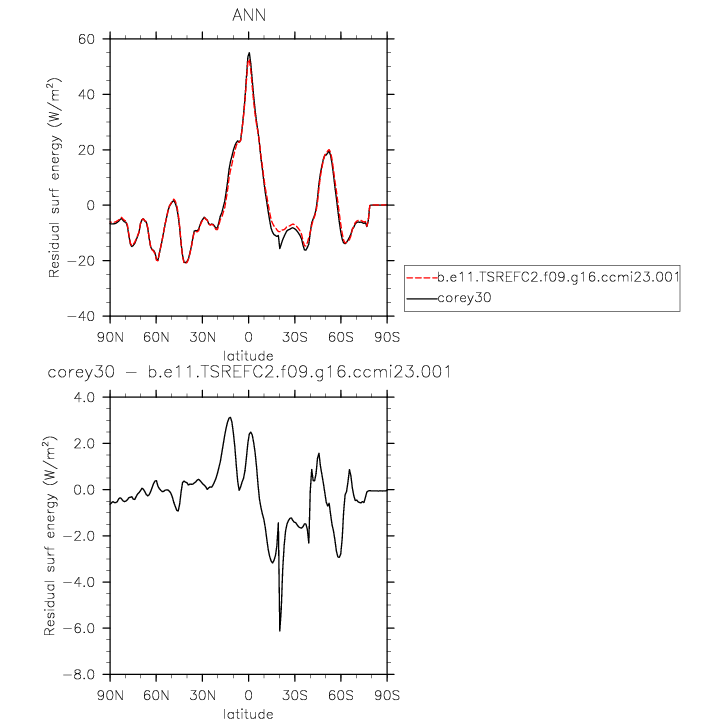 ANN
Residual surf energy (W/m²)
60
40
20
0
−20
−40
90N 60N 30N 0 30S 60S 90S
latitude
b.e11.TSREFC2.f09.g16.ccmi23.001
corey30
corey30 − b.e11.TSREFC2.f09.g16.ccmi23.001
Residual surf energy (W/m²)
4.0
2.0
0.0
−2.0
−4.0
−6.0
−8.0
90N 60N 30N 0 30S 60S 90S
latitude